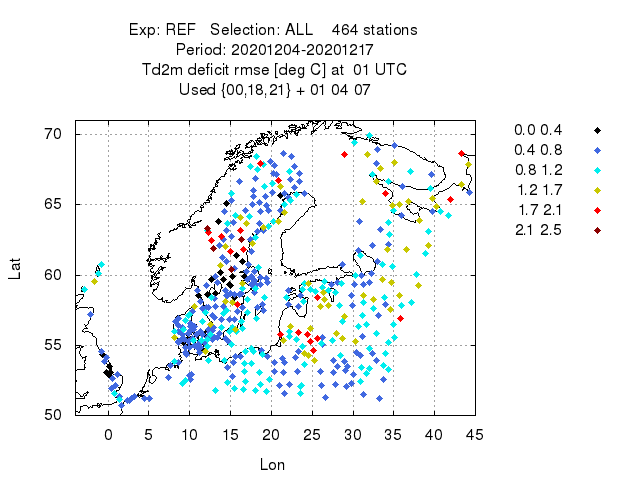 Exp: REF Selection: ALL 464 stations
Period: 20201204-20201217
Td2m deficit rmse [deg C] at 01 UTC
Used {00,18,21} + 01 04 07
0.0 0.4
0.4 0.8
0.8 1.2
1.2 1.7
1.7 2.1
2.1 2.5
Lat
70
65
60
55
50
0 5 10 15 20 25 30 35 40 45
Lon